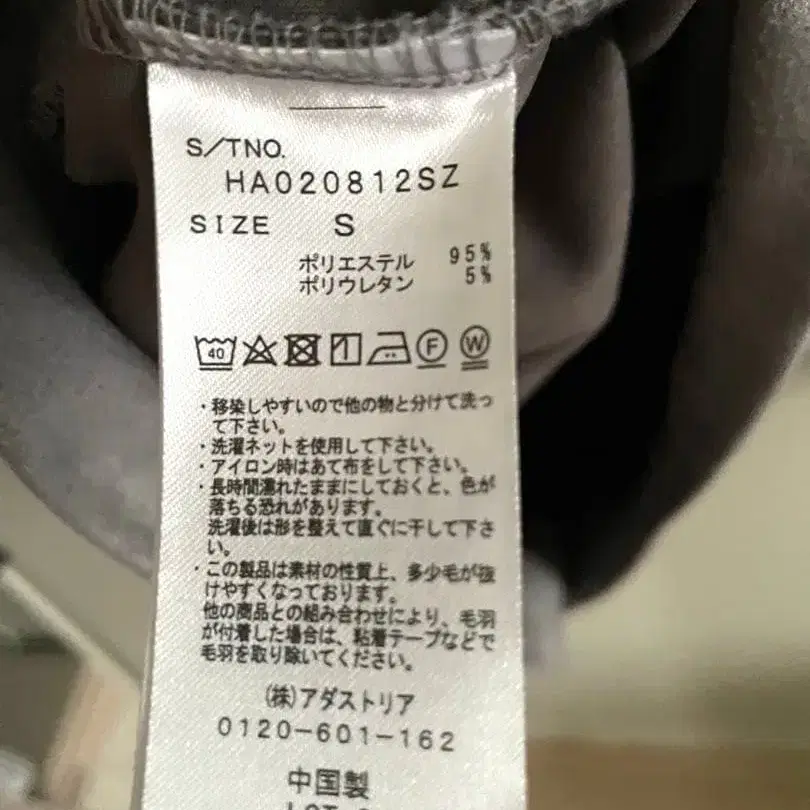 S/TNO.
HA020812SZ
SIZE S
ポリエステル 95%
ポリウレタン 5%
40 F W
・移染しやすいので他の物と分けて洗っ
て下さい。
・洗濯ネットを使用して下さい。
・アイロン時はあて布をして下さい。
・長時間濡れたままにしておくと、色が
落ちる恐れがあります。
洗濯後は形を整えて直ぐに干して下さ
い。
・この製品は素材の性質上、多少毛が抜
けやすくなっております。
他の商品との組み合わせにより、毛羽
が付着した場合は、粘着テープなどで
毛羽を取り除いてください。
(株)アダストリア
0120-601-162
中国製